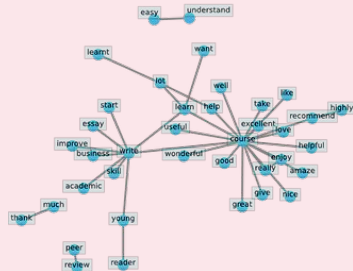 easy
understand
learnt
want
lot
well
like
start
learn
help
take
highly
essay
useful
excellent
recommend
love
improve
business
write
course
helpful
wonderful
good
enjoy
skill
really
amaze
academic
give
nice
much
great
thank
young
peer
review
reader